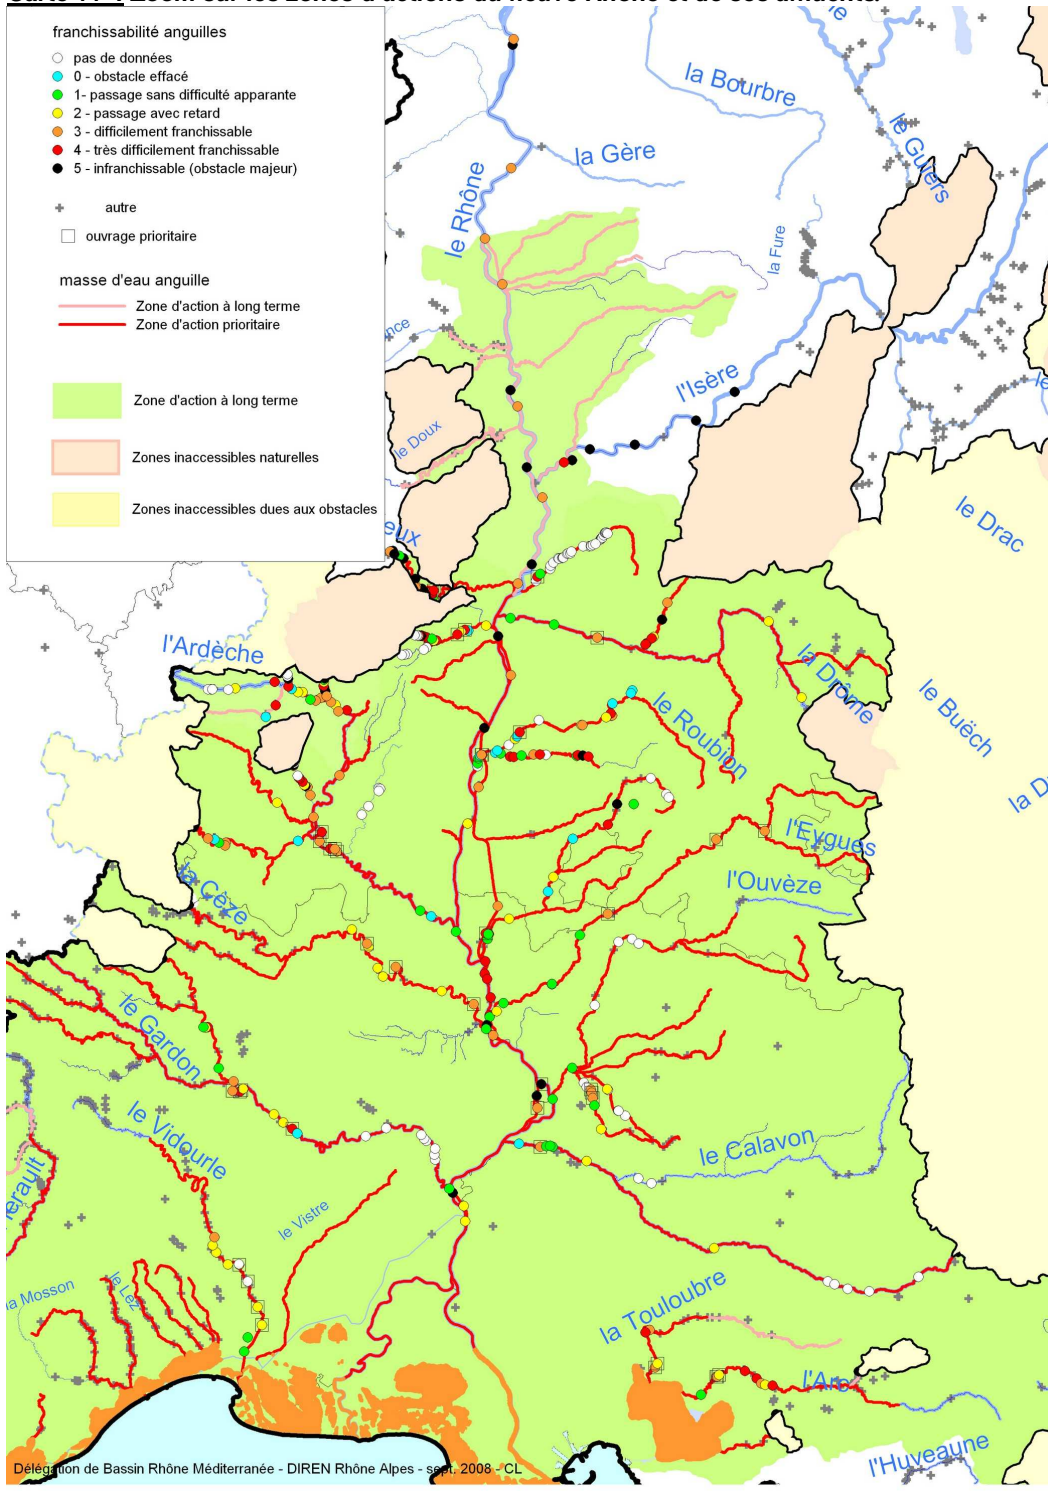 franchissabilité anguilles
pas de données
0 - obstacle effacé
1- passage sans difficulté apparante
2 - passage avec retard
3 - difficilement franchissable
4 - très difficilement franchissable
5 - infranchissable (obstacle majeur)
autre
ouvrage prioritaire
masse d'eau anguille
Zone d'action à long terme
Zone d'action prioritaire
Zone d'action à long terme
Zones inaccessibles naturelles
Zones inaccessibles dues aux obstacles
la Bourbre
la Gère
le Guiers
le Rhône
la Fure
l'Isère
le Doux
le Drac
l'Ardèche
la Drôme
le Buëch
le Roubion
l'Eygues
l'Ouvèze
la Cèze
le Gardon
le Vidourle
le Calavon
le Vistre
la Mosson
le Lez
la Touloubre
l'Arc
l'Huveaune
Délégation de Bassin Rhône Méditerranée - DIREN Rhône Alpes - sept. 2008 - CL